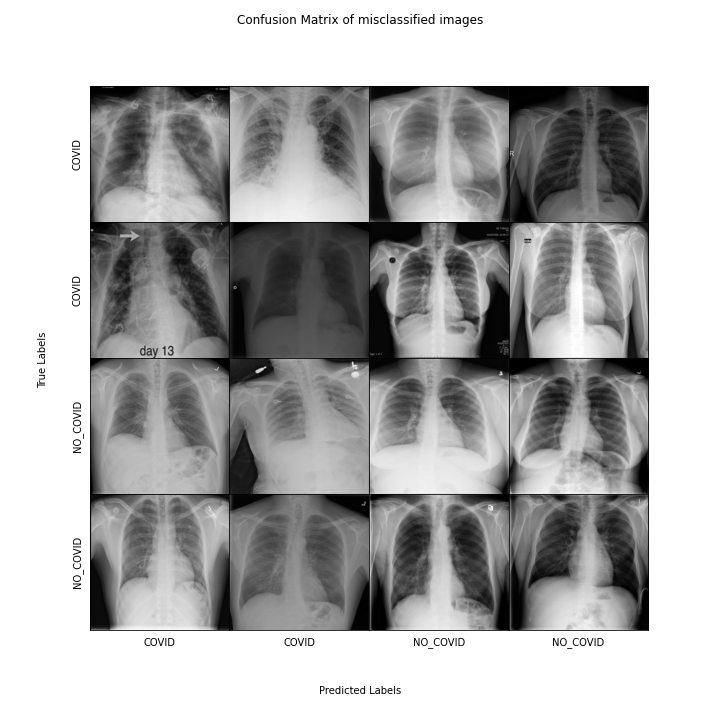 Confusion Matrix of misclassified images
COVID
R
COVID
day 13
True Labels
NO_COVID
NO_COVID
COVID
COVID
NO_COVID
NO_COVID
Predicted Labels